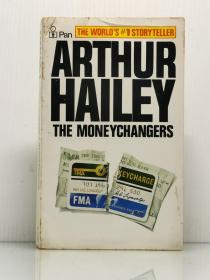 Pan
THE WORLD'S #1 STORYTELLER
ARTHUR
HAILEY
THE MONEYCHANGERS
KEYCHARGE
FMA